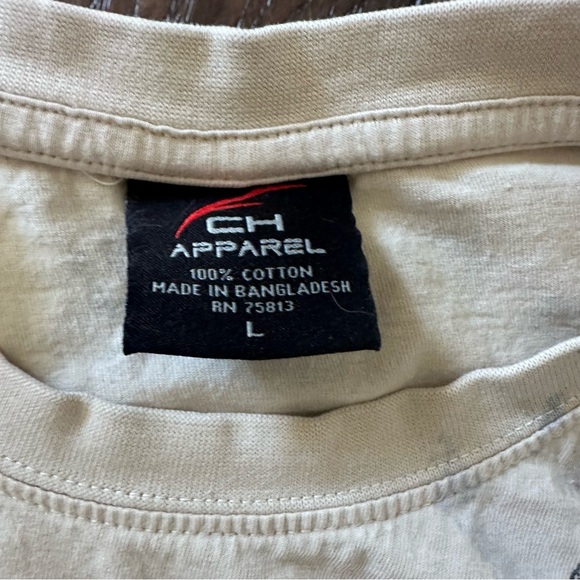 CH
APPAREL
100% COTTON
MADE IN BANGLADESH
RN 75813
L